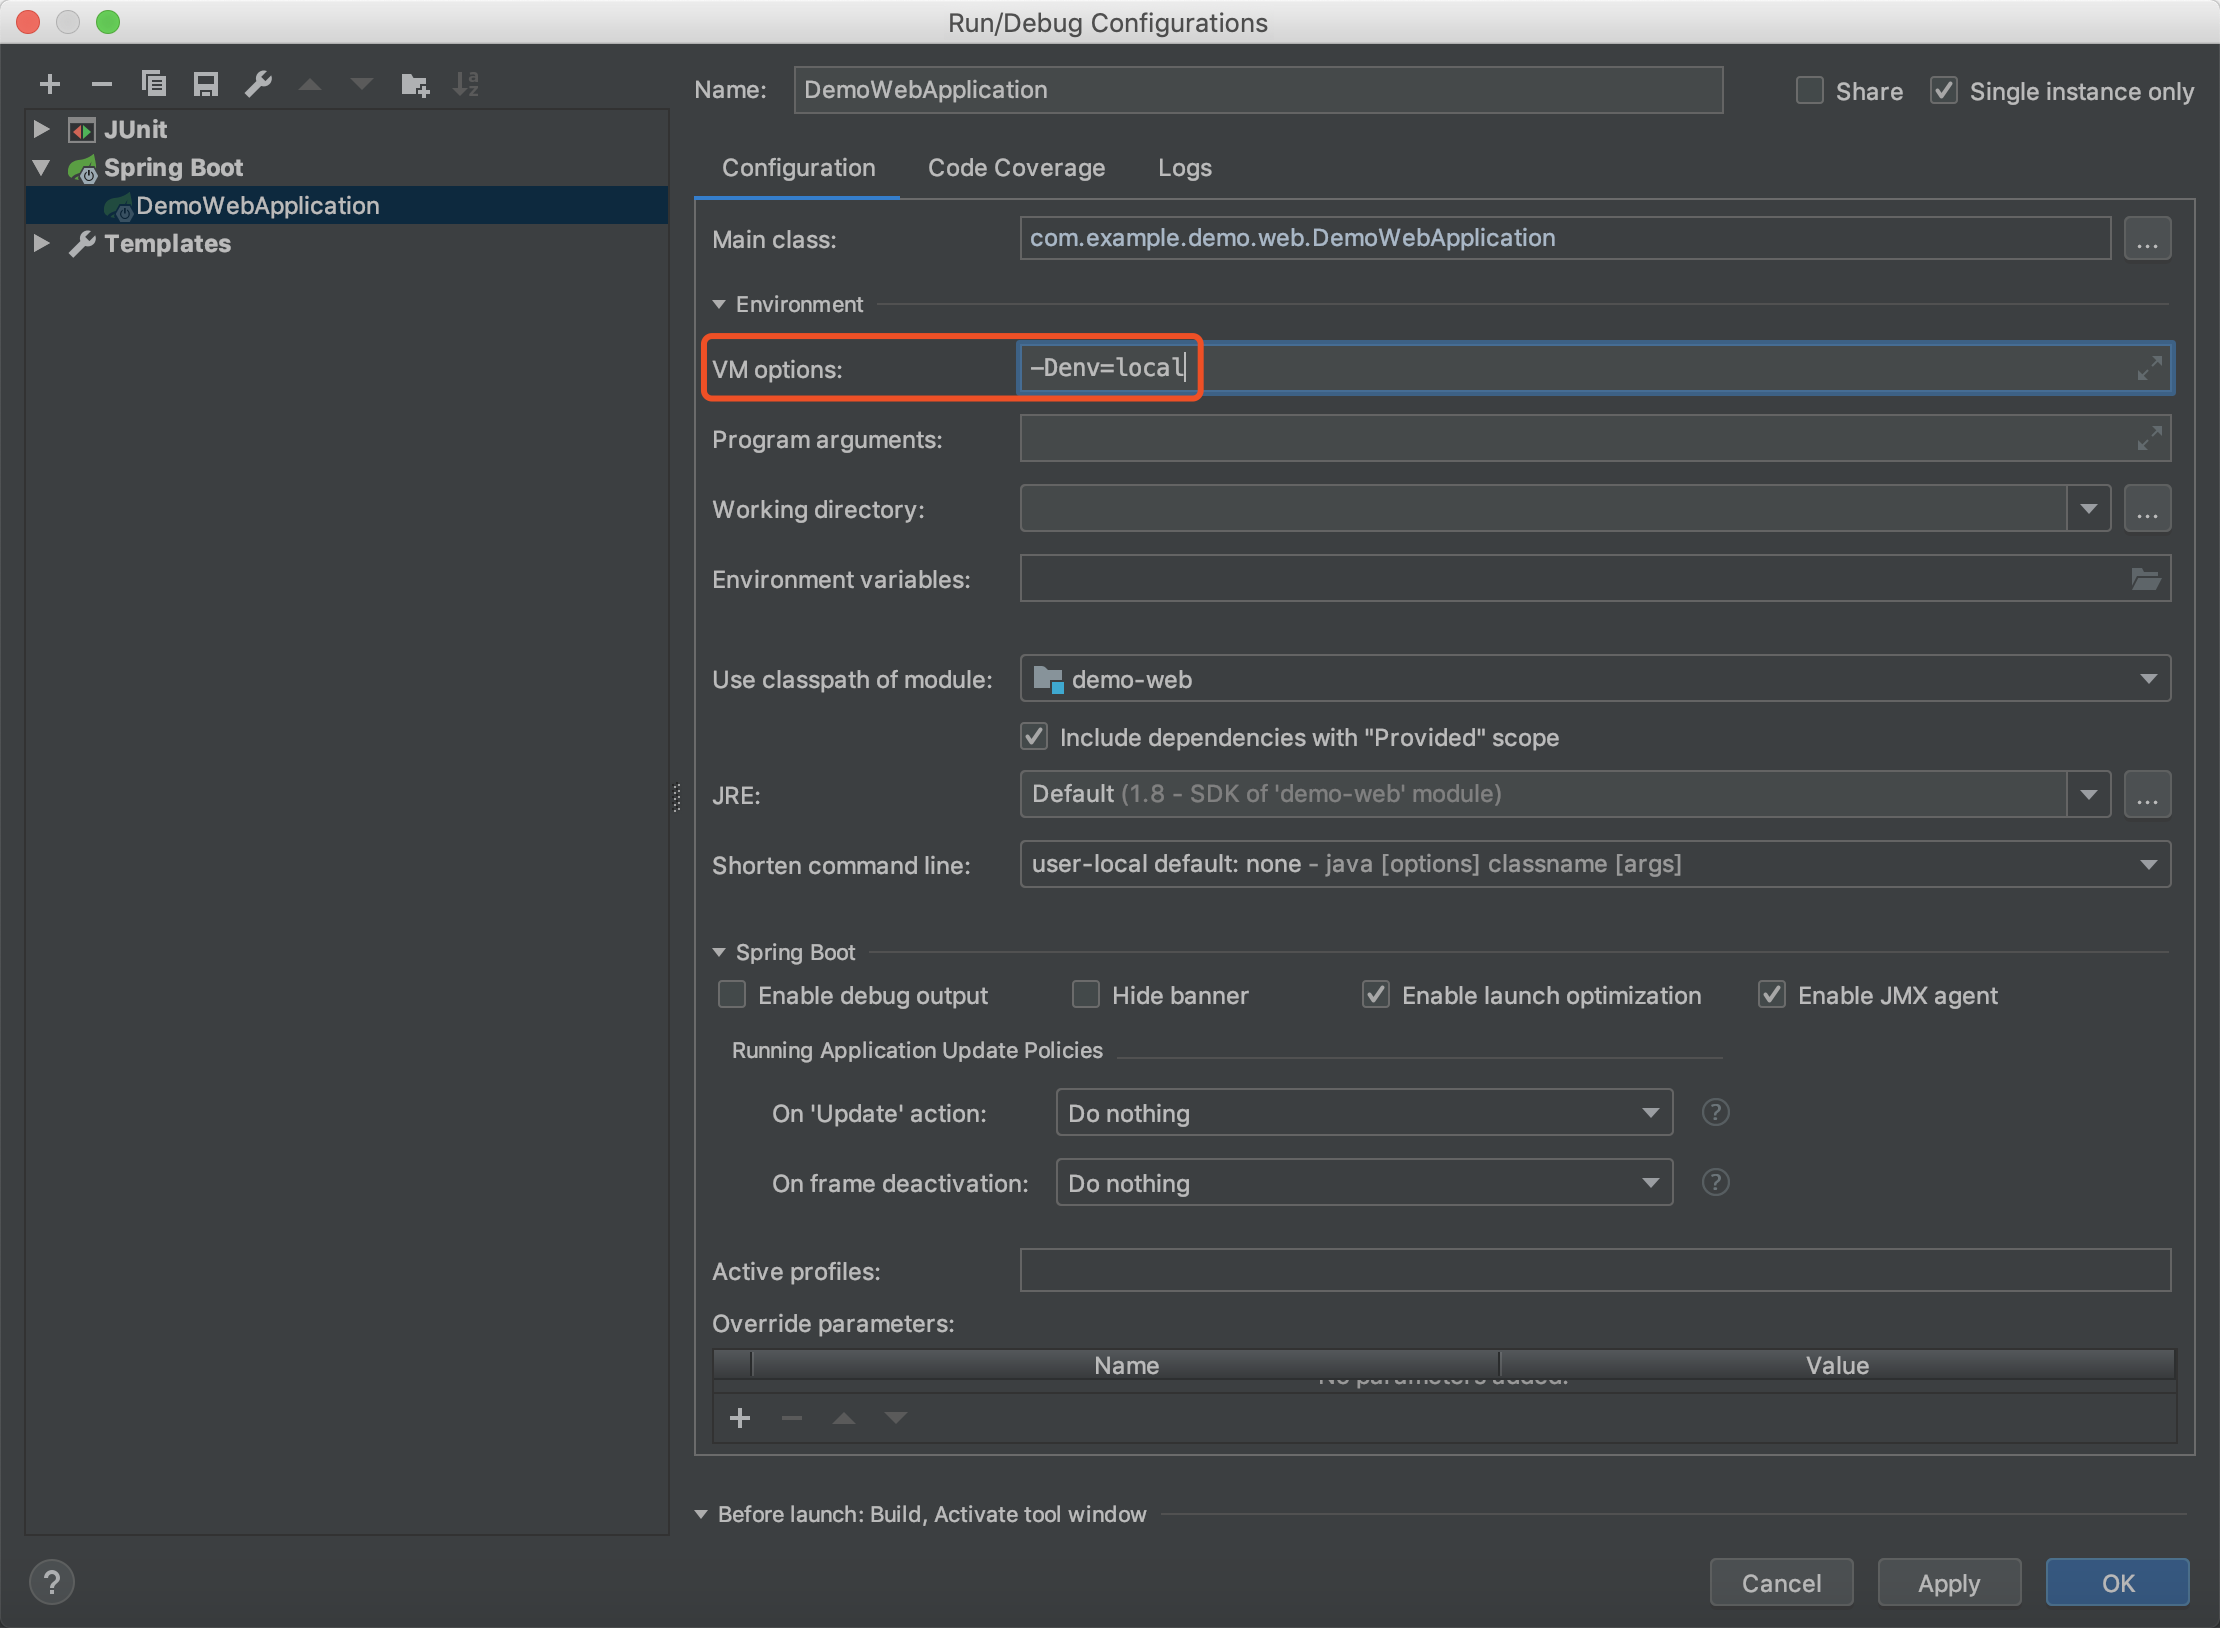 Run/Debug Configurations
JUnit
Spring Boot
DemoWebApplication
Templates
Name: DemoWebApplication
Share
Single instance only
Configuration Code Coverage Logs
Main class: com.example.demo.web.DemoWebApplication ...
Environment
VM options: -Denv=local
Program arguments:
Working directory: ...
Environment variables:
Use classpath of module: demo-web
Include dependencies with "Provided" scope
JRE: Default (1.8 - SDK of 'demo-web' module) ...
Shorten command line: user-local default: none - java [options] classname [args]
Spring Boot
Enable debug output Hide banner Enable launch optimization Enable JMX agent
Running Application Update Policies
On 'Update' action: Do nothing ?
On frame deactivation: Do nothing ?
Active profiles:
Override parameters:
Name Value
No parameters added.
Before launch: Build, Activate tool window
? Cancel Apply OK